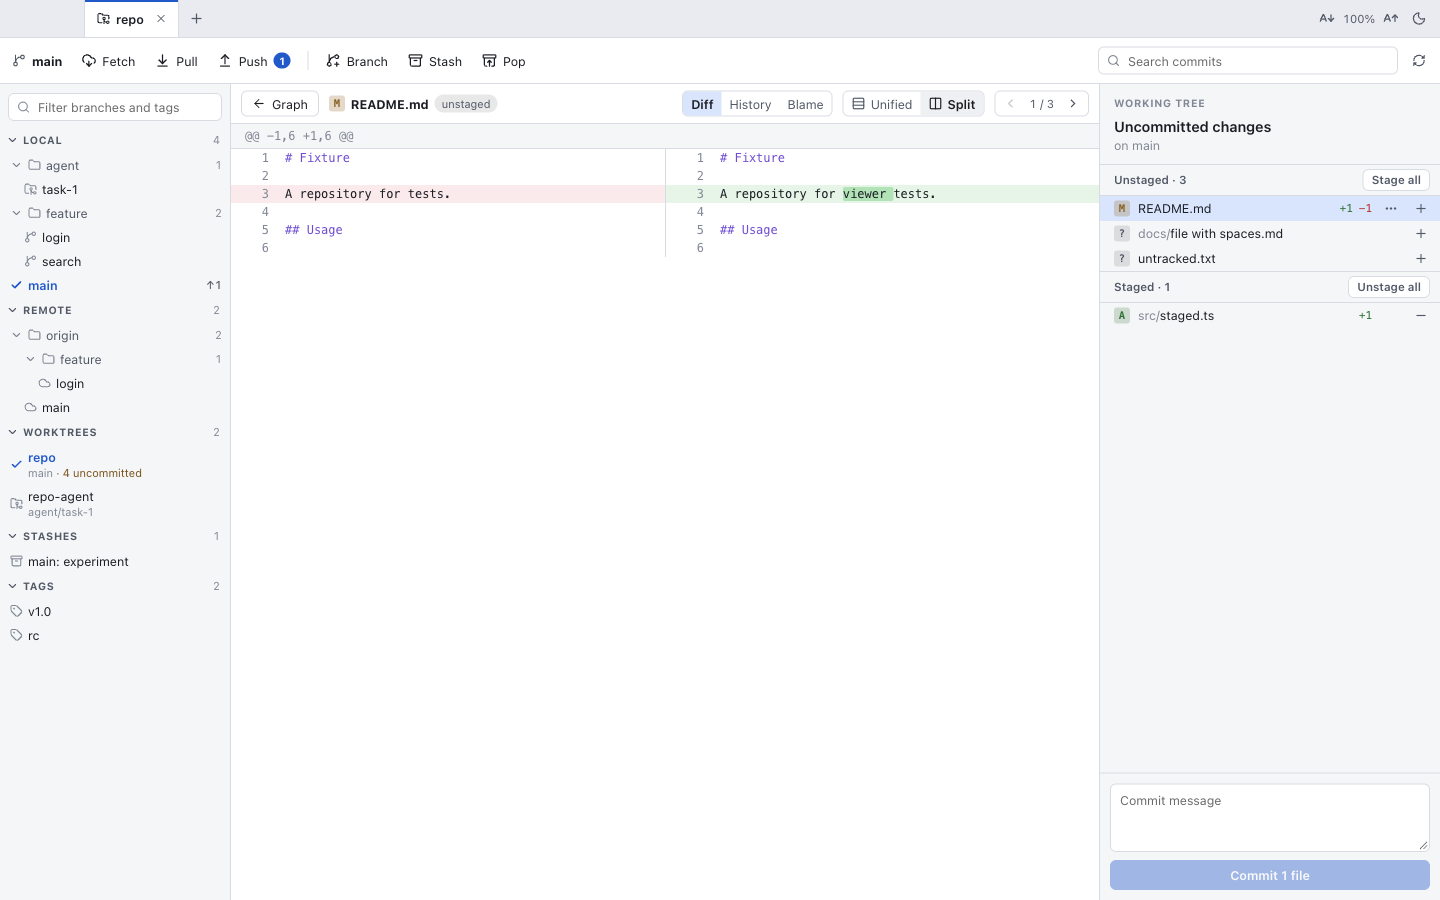 repo
A↓ 100% A↑
main Fetch Pull Push 1 Branch Stash Pop Search commits
Filter branches and tags
LOCAL 4
agent 1
task-1
feature 2
login
search
main ↑1
REMOTE 2
origin 2
feature 1
login
main
WORKTREES 2
repo
main · 4 uncommitted
repo-agent
agent/task-1
STASHES 1
main: experiment
TAGS 2
v1.0
rc
← Graph M README.md unstaged Diff History Blame Unified Split 1 / 3
@@ −1,6 +1,6 @@
1 # Fixture 1 # Fixture
2 2
3 A repository for tests. 3 A repository for viewer tests.
4 4
5 ## Usage 5 ## Usage
6 6
WORKING TREE
Uncommitted changes
on main
Unstaged · 3 Stage all
M README.md +1 −1 ··· +
? docs/file with spaces.md +
? untracked.txt +
Staged · 1 Unstage all
A src/staged.ts +1 −
Commit message
Commit 1 file